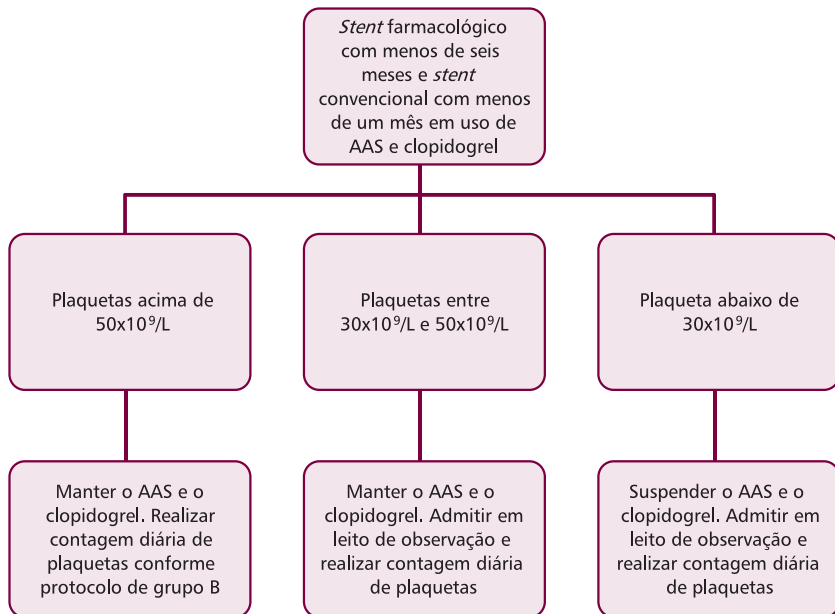 Stent farmacológico
com menos de seis
meses e stent
convencional com menos
de um mês em uso de
AAS e clopidogrel
Plaquetas acima de
50x10⁹/L
Plaquetas entre
30x10⁹/L e 50x10⁹/L
Plaqueta abaixo de
30x10⁹/L
Manter o AAS e o
clopidogrel. Realizar
contagem diária de
plaquetas conforme
protocolo de grupo B
Manter o AAS e o
clopidogrel. Admitir em
leito de observação e
realizar contagem diária
de plaquetas
Suspender o AAS e o
clopidogrel. Admitir em
leito de observação e
realizar contagem diária
de plaquetas